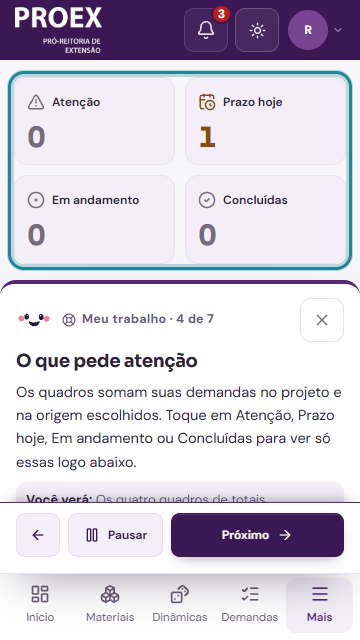 PROEX
PRÓ-REITORIA DE
EXTENSÃO
3
R
Atenção
0
Prazo hoje
1
Em andamento
0
Concluídas
0
Meu trabalho · 4 de 7
O que pede atenção
Os quadros somam suas demandas no projeto e
na origem escolhidos. Toque em Atenção, Prazo
hoje, Em andamento ou Concluídas para ver só
essas logo abaixo.
Você verá: Os quatro quadros de totais
Pausar
Próximo
Início
Materiais
Dinâmicas
Demandas
Mais